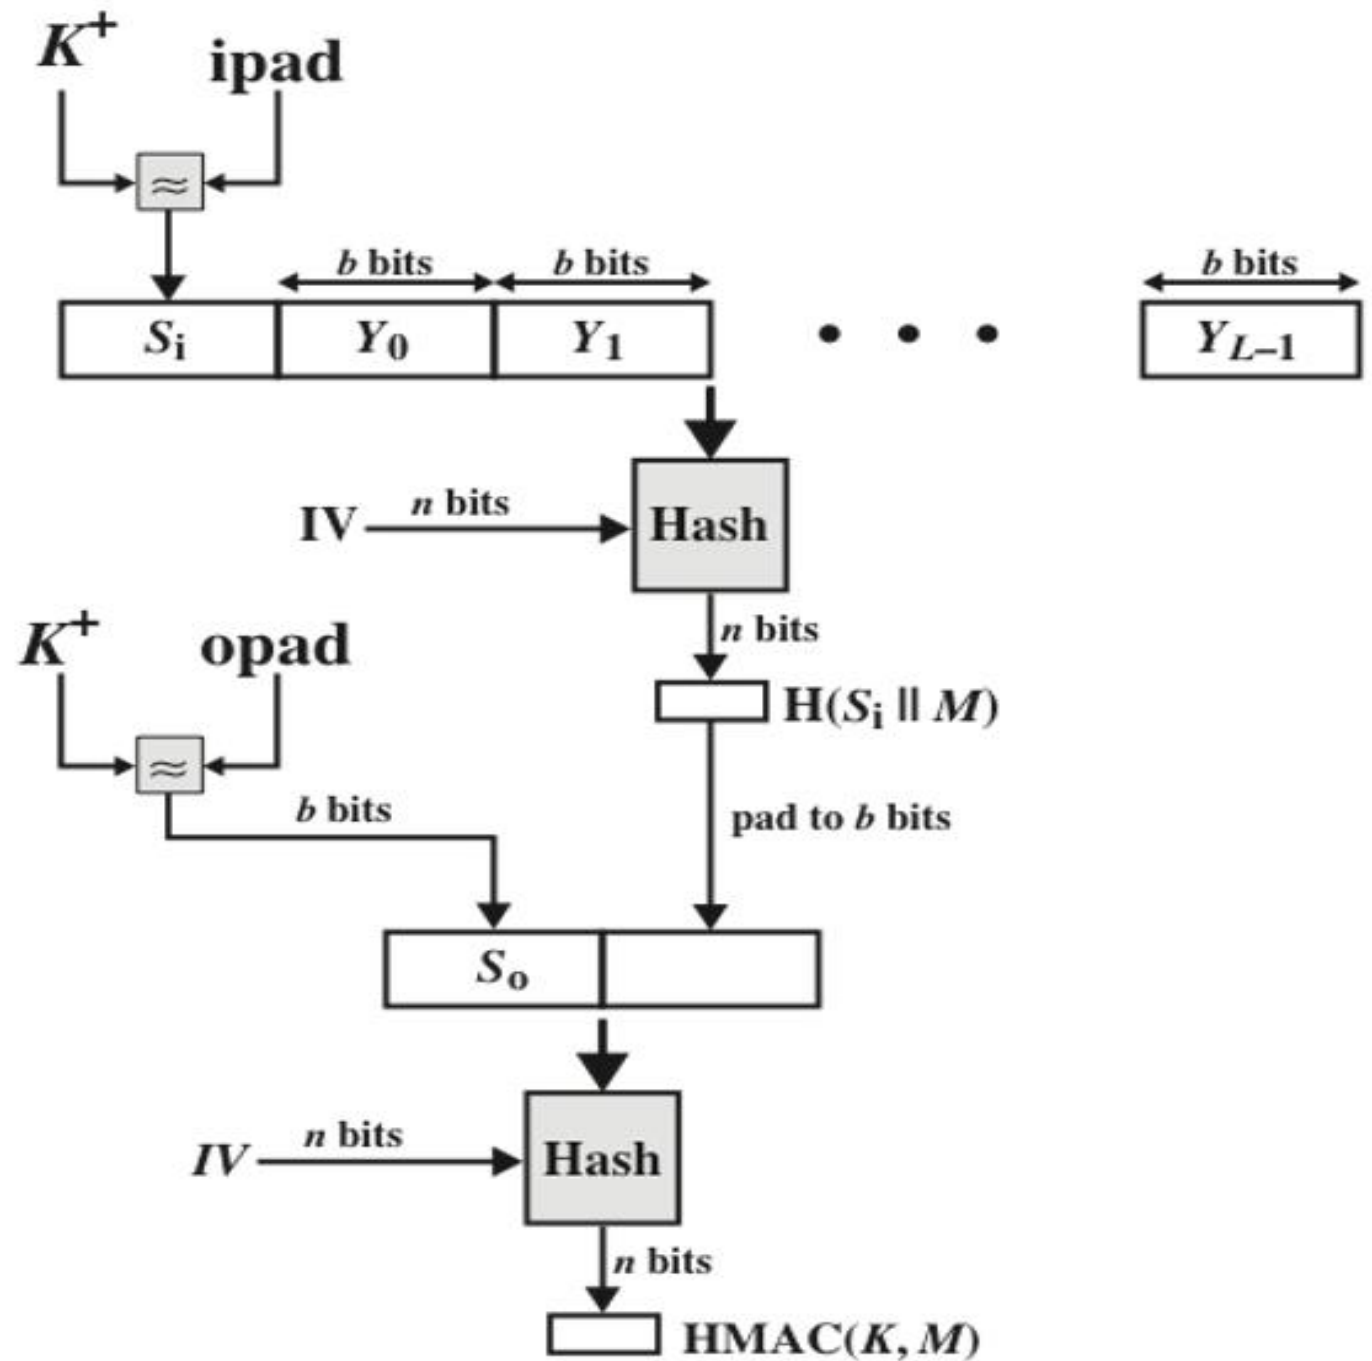 K⁺ ipad
≈
b bits b bits b bits
Sᵢ Y₀ Y₁ • • • Y_{L–1}
IV n bits Hash
n bits
K⁺ opad
H(Sᵢ || M)
≈
b bits
pad to b bits
Sₒ
IV n bits Hash
n bits
HMAC(K, M)